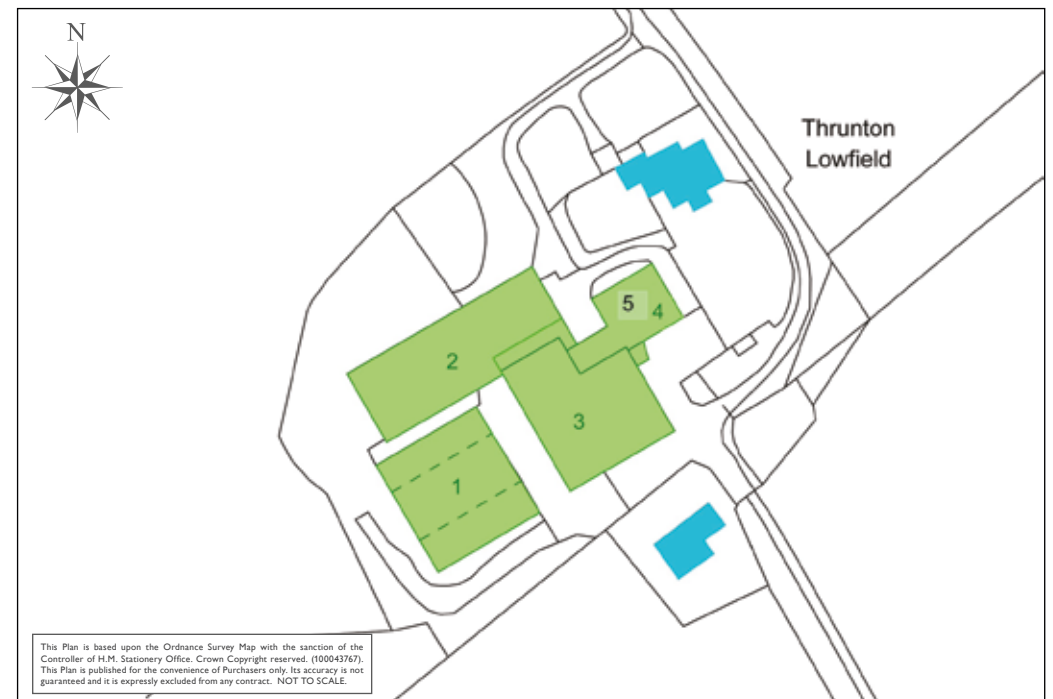 N
Thrunton
Lowfield
5
4
2
3
1
This Plan is based upon the Ordnance Survey Map with the sanction of the
Controller of H.M. Stationery Office. Crown Copyright reserved. (100043767).
This Plan is published for the convenience of Purchasers only. Its accuracy is not
guaranteed and it is expressly excluded from any contract. NOT TO SCALE.